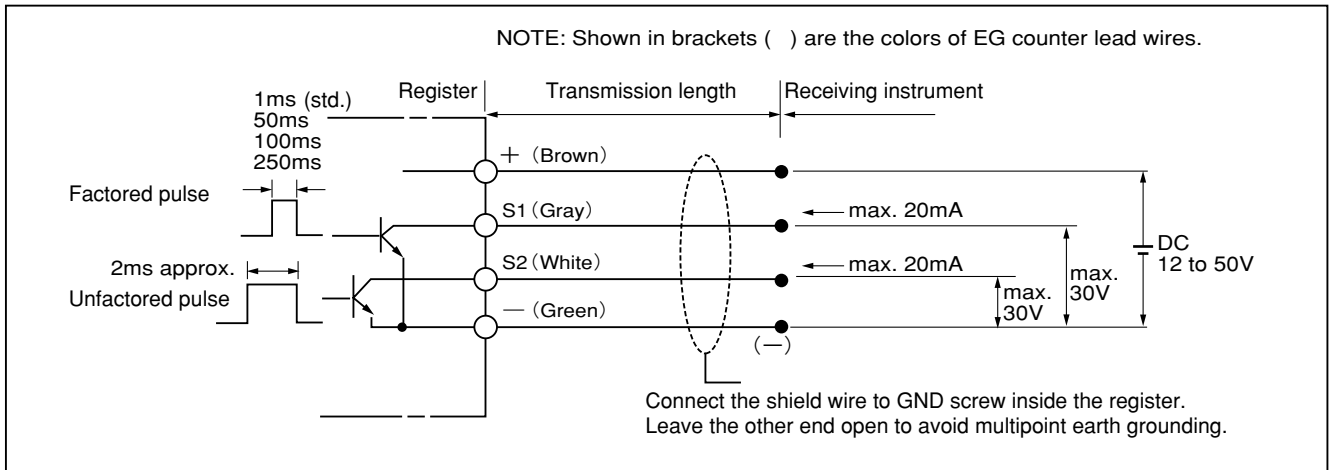 NOTE: Shown in brackets (　) are the colors of EG counter lead wires.
Register
Transmission length
Receiving instrument
1ms (std.)
50ms
100ms
250ms
Factored pulse
2ms approx.
Unfactored pulse
+ (Brown)
S1 (Gray)
S2 (White)
— (Green)
(—)
max. 20mA
max. 20mA
max.
30V
max.
30V
DC
12 to 50V
Connect the shield wire to GND screw inside the register.
Leave the other end open to avoid multipoint earth grounding.